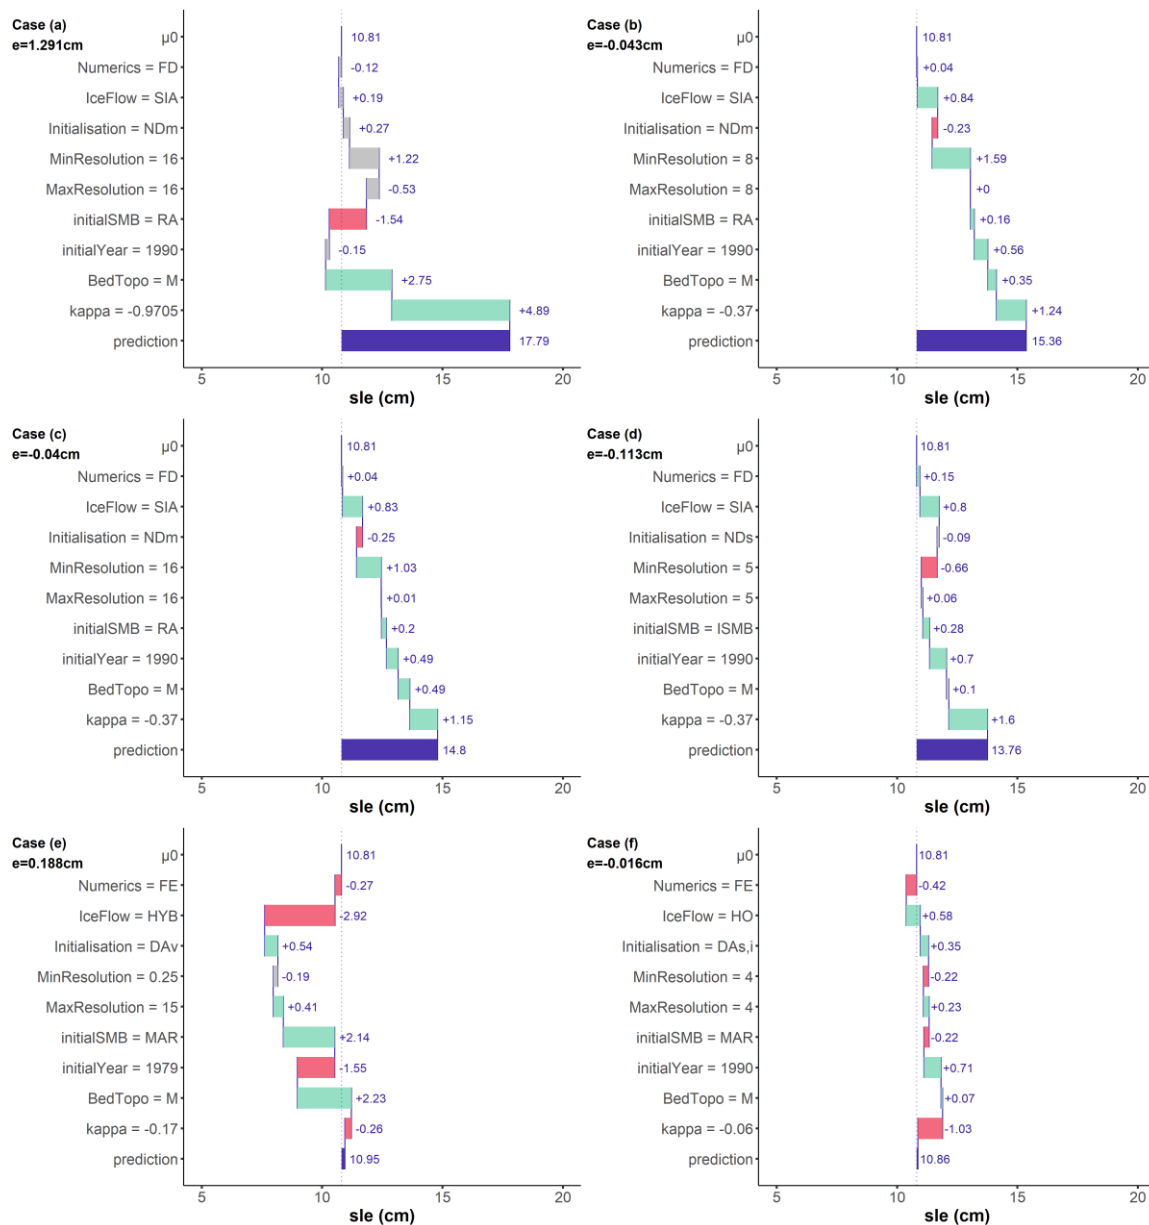 Case (a)
e=1.291cm
µ0 10.81
Numerics = FD -0.12
IceFlow = SIA +0.19
Initialisation = NDm +0.27
MinResolution = 16 +1.22
MaxResolution = 16 -0.53
initialSMB = RA -1.54
initialYear = 1990 -0.15
BedTopo = M +2.75
kappa = -0.9705 +4.89
prediction 17.79
5 10 15 20
sle (cm)
Case (b)
e=-0.043cm
µ0 10.81
Numerics = FD +0.04
IceFlow = SIA +0.84
Initialisation = NDm -0.23
MinResolution = 8 +1.59
MaxResolution = 8 +0
initialSMB = RA +0.16
initialYear = 1990 +0.56
BedTopo = M +0.35
kappa = -0.37 +1.24
prediction 15.36
5 10 15 20
sle (cm)
Case (c)
e=-0.04cm
µ0 10.81
Numerics = FD +0.04
IceFlow = SIA +0.83
Initialisation = NDm -0.25
MinResolution = 16 +1.03
MaxResolution = 16 +0.01
initialSMB = RA +0.2
initialYear = 1990 +0.49
BedTopo = M +0.49
kappa = -0.37 +1.15
prediction 14.8
5 10 15 20
sle (cm)
Case (d)
e=-0.113cm
µ0 10.81
Numerics = FD +0.15
IceFlow = SIA +0.8
Initialisation = NDs -0.09
MinResolution = 5 -0.66
MaxResolution = 5 +0.06
initialSMB = ISMB +0.28
initialYear = 1990 +0.7
BedTopo = M +0.1
kappa = -0.37 +1.6
prediction 13.76
5 10 15 20
sle (cm)
Case (e)
e=0.188cm
µ0 10.81
Numerics = FE -0.27
IceFlow = HYB -2.92
Initialisation = DAv +0.54
MinResolution = 0.25 -0.19
MaxResolution = 15 +0.41
initialSMB = MAR +2.14
initialYear = 1979 -1.55
BedTopo = M +2.23
kappa = -0.17 -0.26
prediction 10.95
5 10 15 20
sle (cm)
Case (f)
e=-0.016cm
µ0 10.81
Numerics = FE -0.42
IceFlow = HO +0.58
Initialisation = DAs,i +0.35
MinResolution = 4 -0.22
MaxResolution = 4 +0.23
initialSMB = MAR -0.22
initialYear = 1990 +0.71
BedTopo = M +0.07
kappa = -0.06 -1.03
prediction 10.86
5 10 15 20
sle (cm)